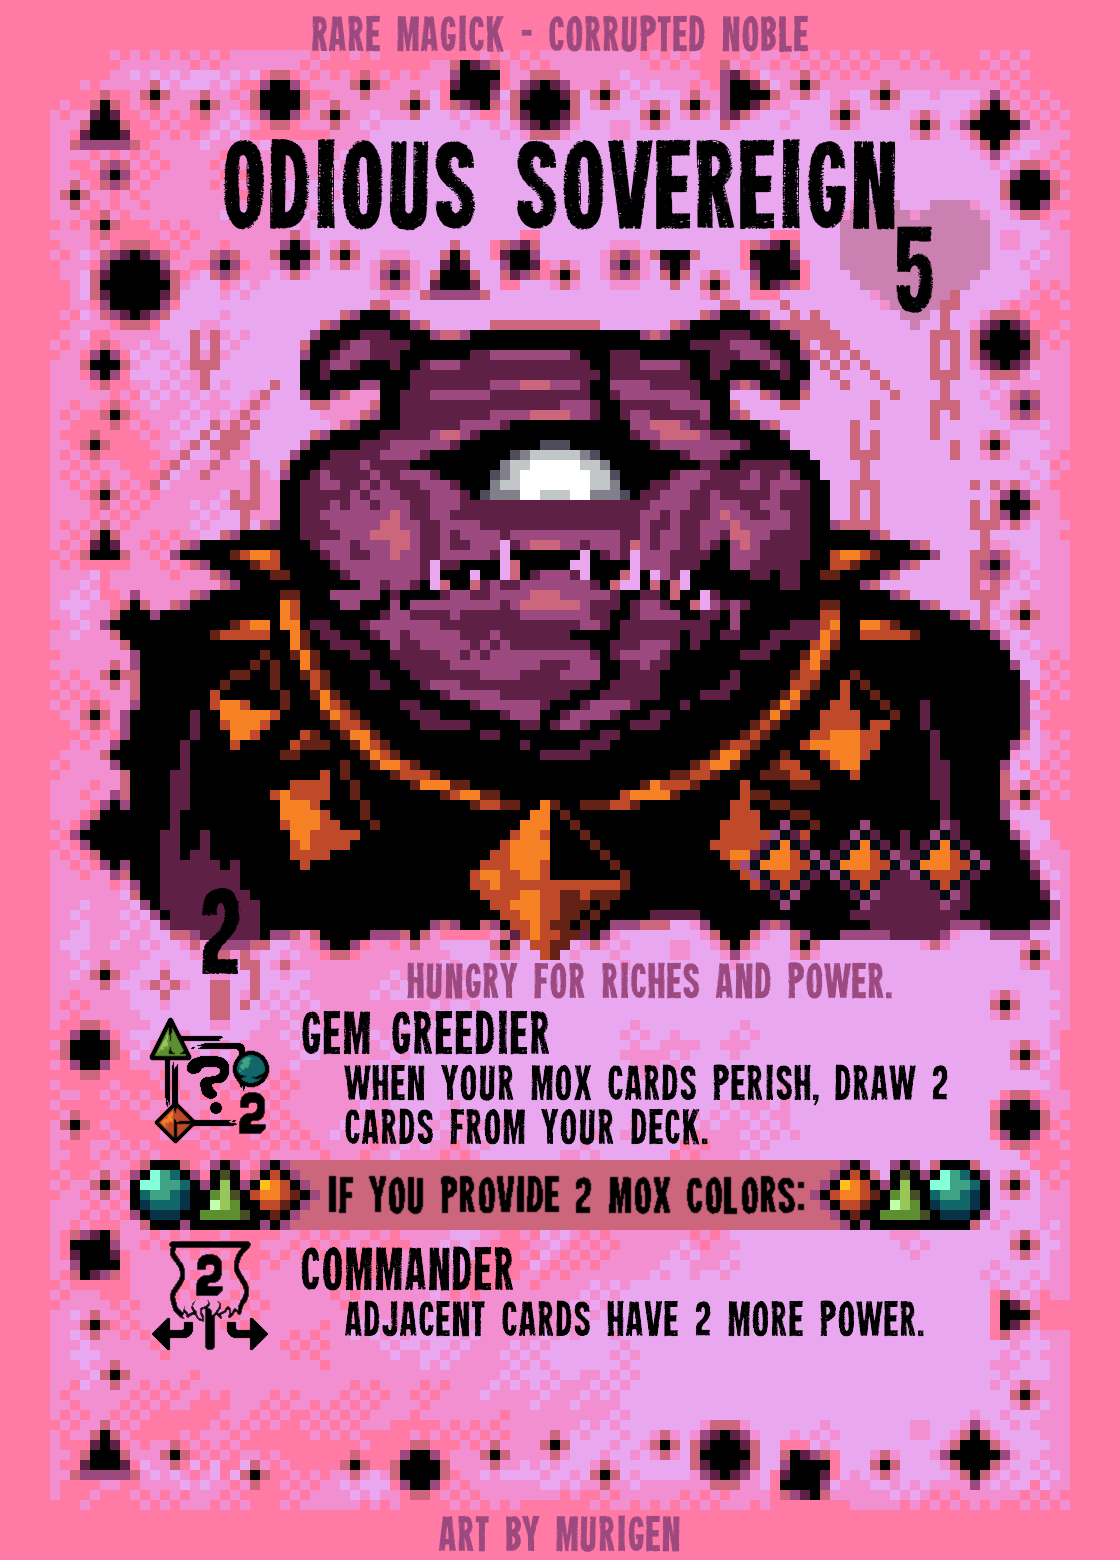 RARE MAGICK - CORRUPTED NOBLE
ODIOUS SOVEREIGN
5
2
HUNGRY FOR RICHES AND POWER.
GEM GREEDIER
WHEN YOUR MOX CARDS PERISH, DRAW 2
CARDS FROM YOUR DECK.
?
2
IF YOU PROVIDE 2 MOX COLORS:
2
COMMANDER
ADJACENT CARDS HAVE 2 MORE POWER.
ART BY MURIGEN